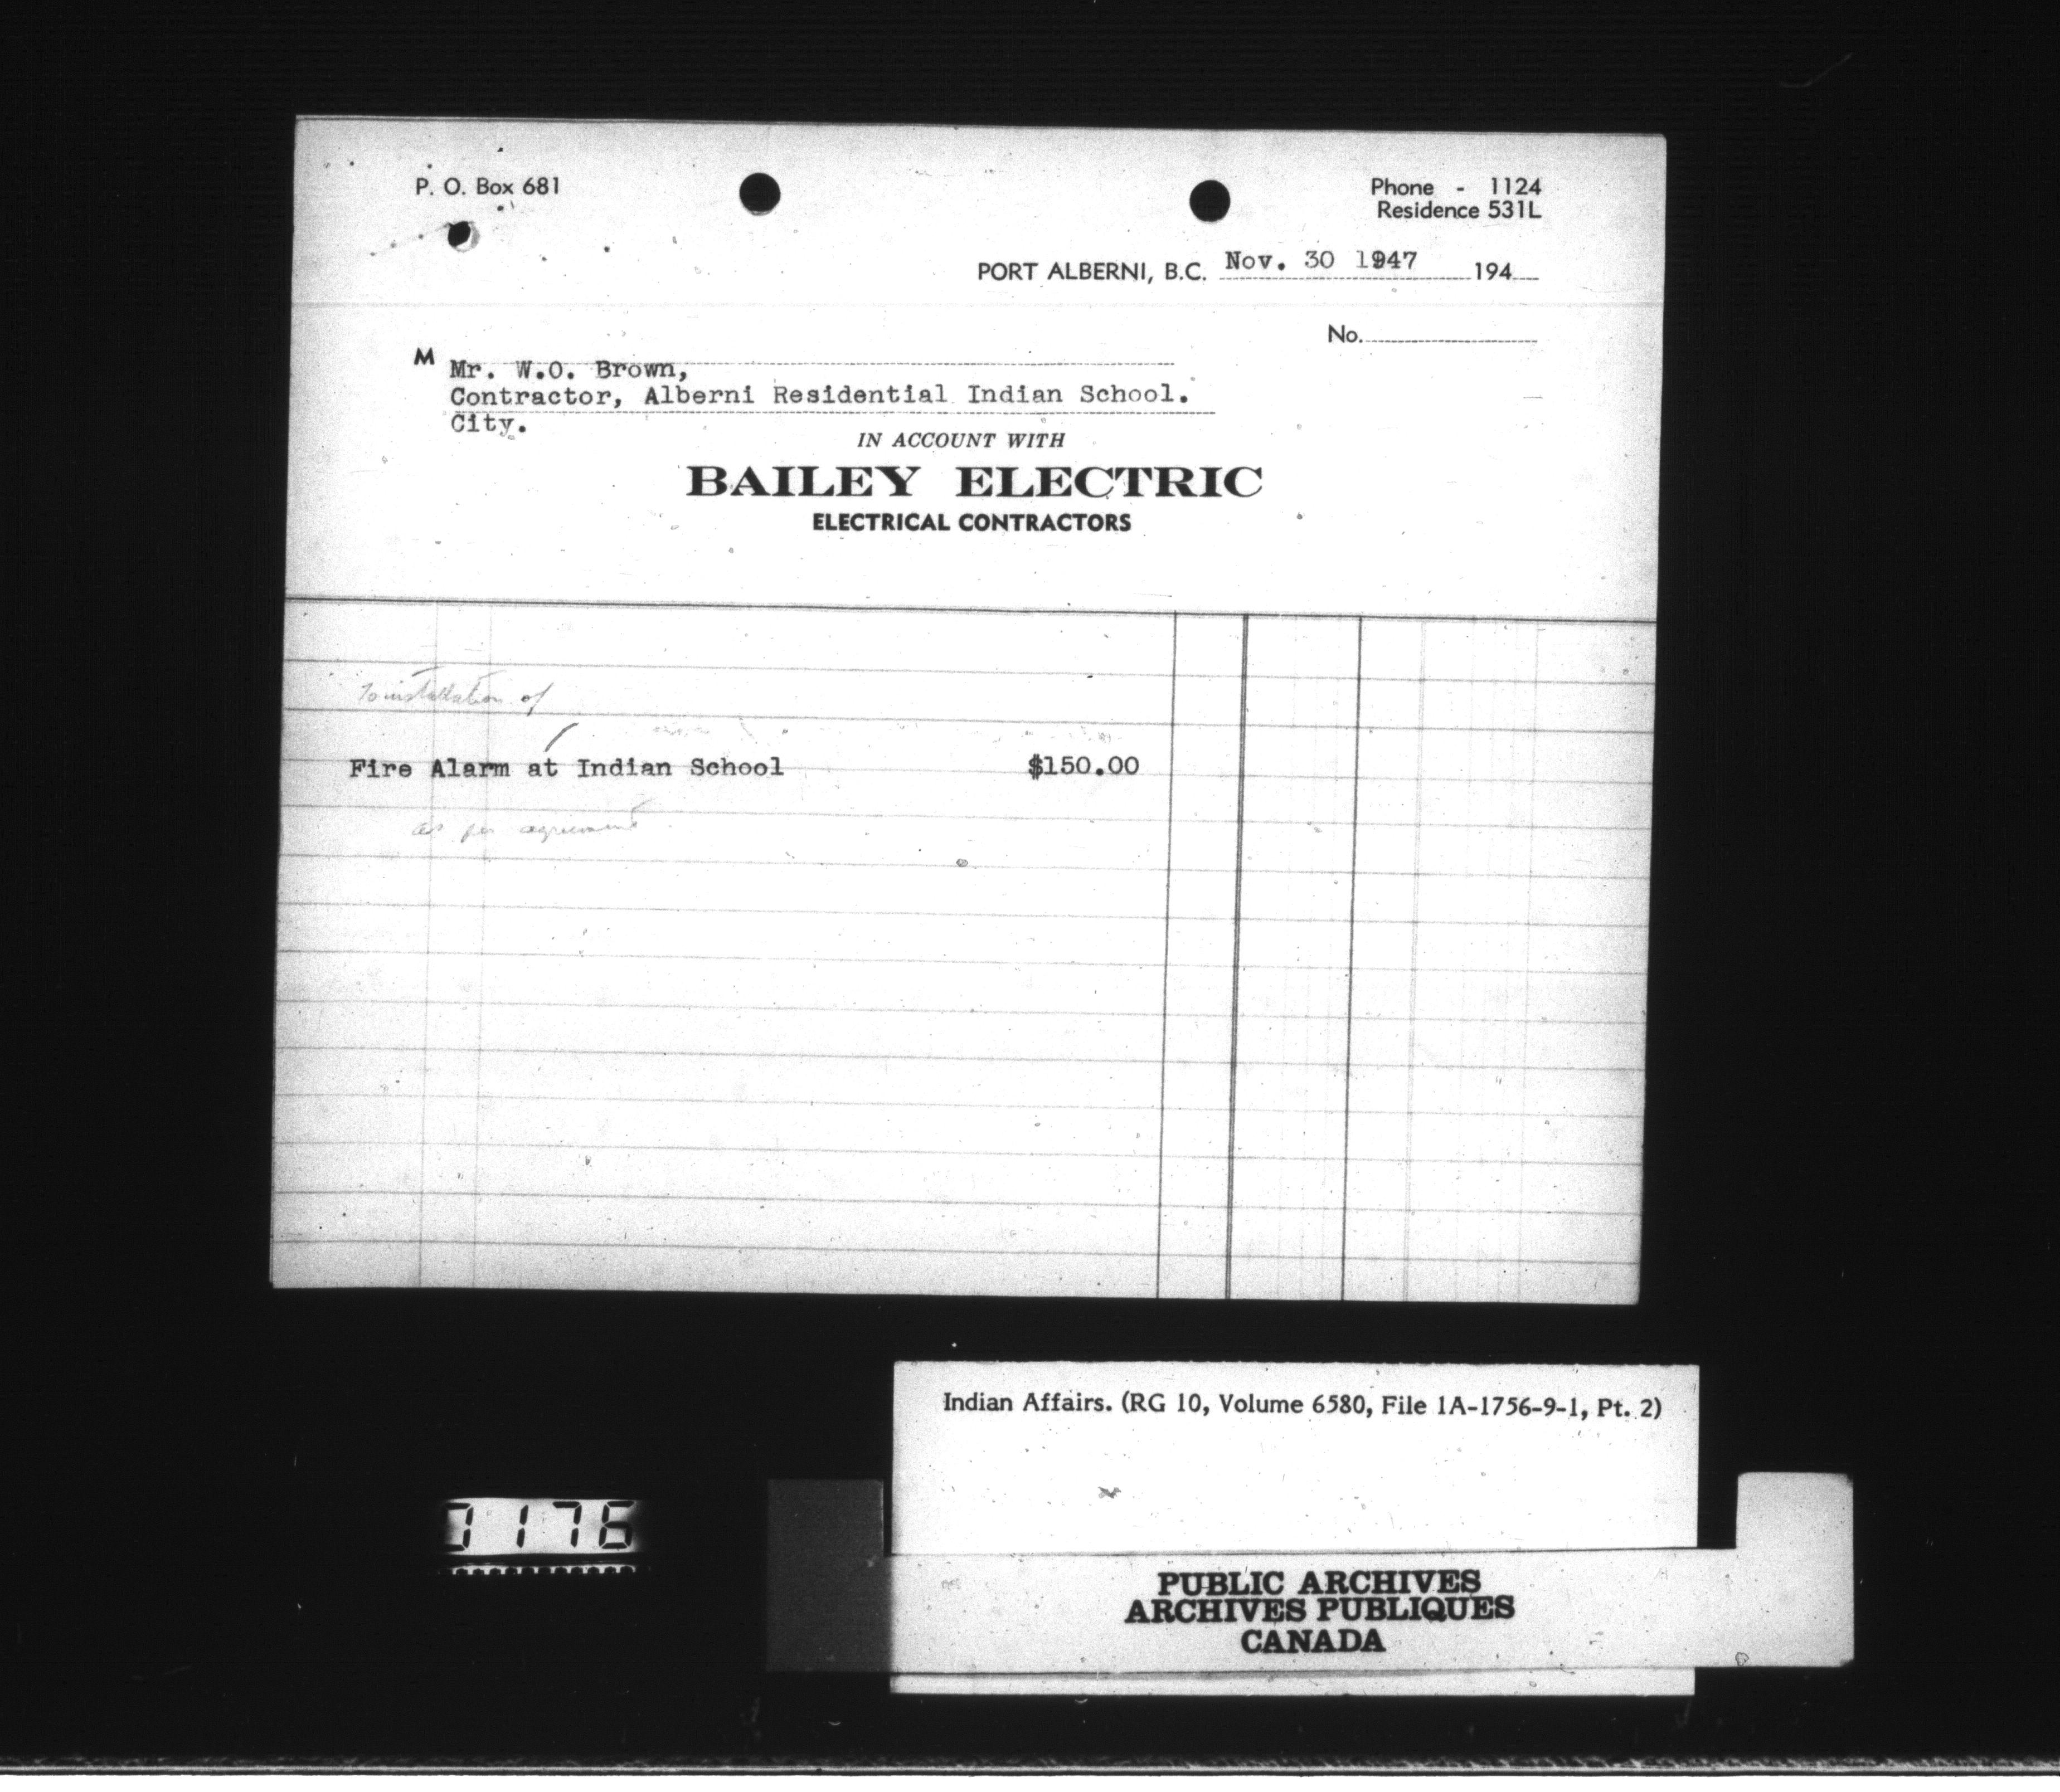 P. O. Box 681
Phone - 1124
Residence 531L
PORT ALBERNI, B.C. Nov. 30 1947 194
No.
M Mr. W.O. Brown,
Contractor, Alberni Residential Indian School.
City.
IN ACCOUNT WITH
BAILEY ELECTRIC
ELECTRICAL CONTRACTORS
To installation of
Fire Alarm at Indian School $150.00
as per agreement
Indian Affairs. (RG 10, Volume 6580, File 1A-1756-9-1, Pt. 2)
1176
PUBLIC ARCHIVES
ARCHIVES PUBLIQUES
CANADA